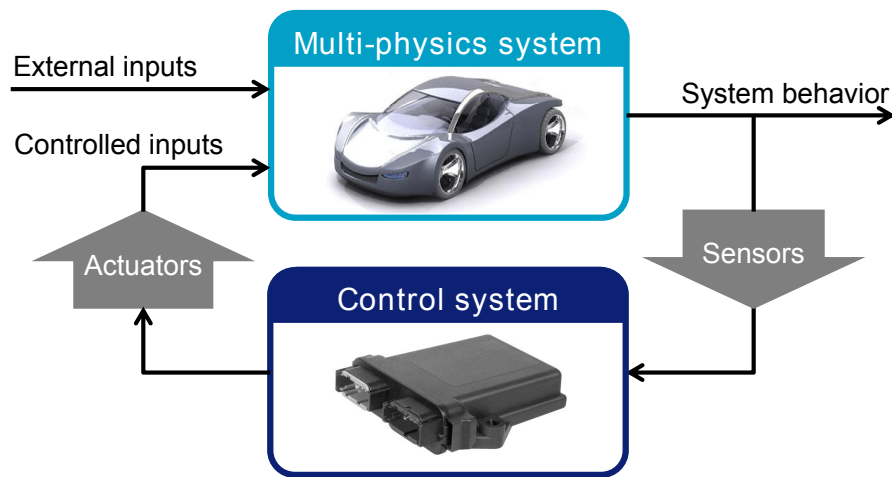 Multi-physics system
External inputs
System behavior
Controlled inputs
Actuators
Sensors
Control system